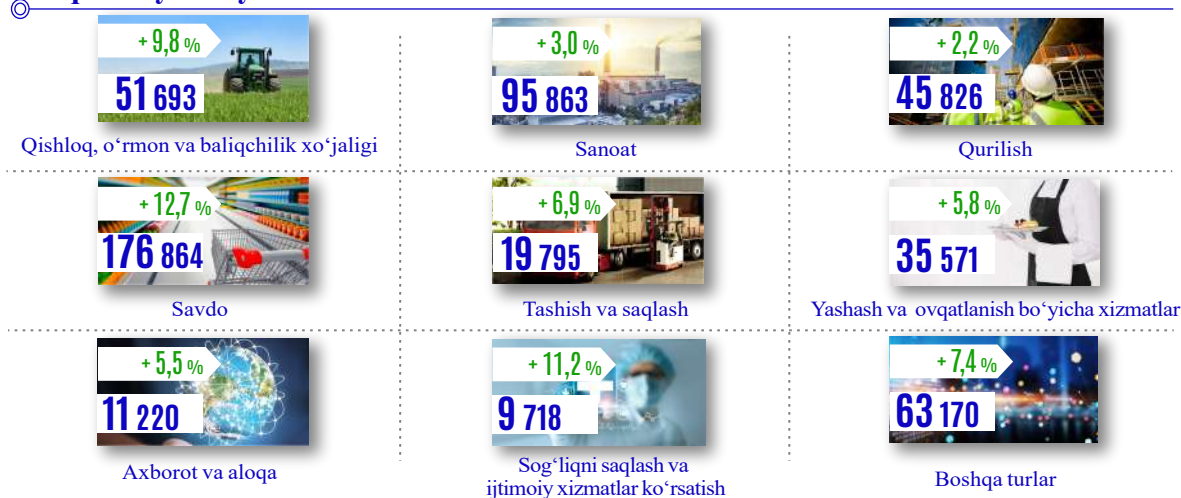 + 9,8 %
51 693
Qishloq, o‘rmon va baliqchilik xo‘jaligi
+ 3,0 %
95 863
Sanoat
+ 2,2 %
45 826
Qurilish
+ 12,7 %
176 864
Savdo
+ 6,9 %
19 795
Tashish va saqlash
+ 5,8 %
35 571
Yashash va ovqatlanish bo‘yicha xizmatlar
+ 5,5 %
11 220
Axborot va aloqa
+ 11,2 %
9 718
Sog‘liqni saqlash va
ijtimoiy xizmatlar ko‘rsatish
+ 7,4 %
63 170
Boshqa turlar